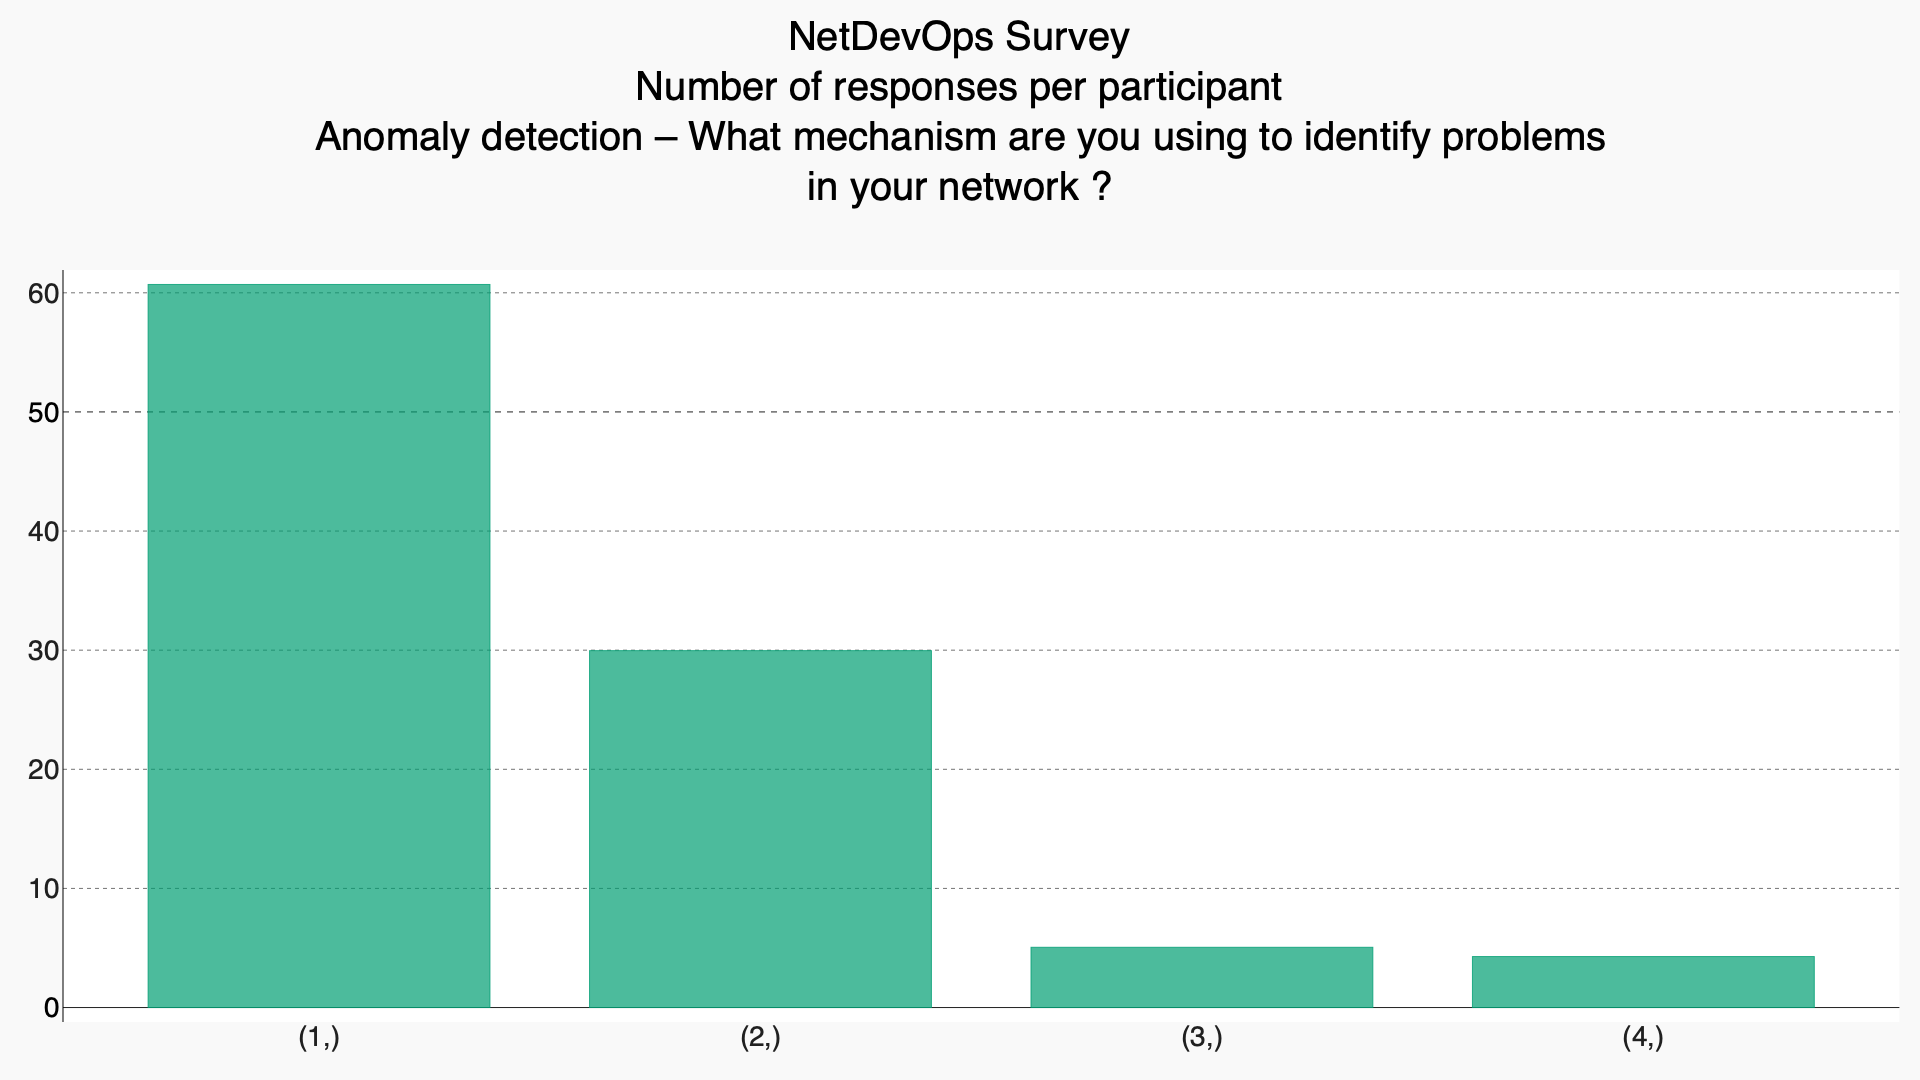 NetDevOps Survey
Number of responses per participant
Anomaly detection – What mechanism are you using to identify problems
in your network ?
60
50
40
30
20
10
0
(1,)
(2,)
(3,)
(4,)